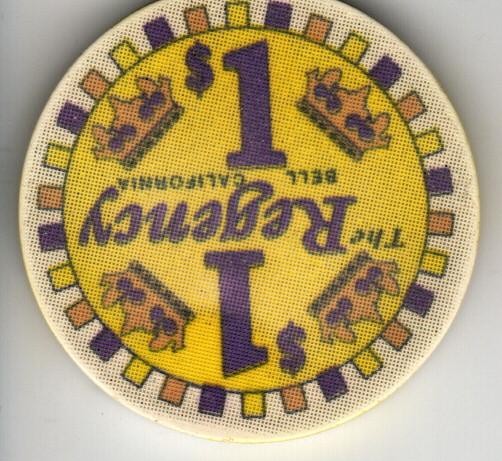 $1
The Regency
BELL
CALIFORNIA
$1